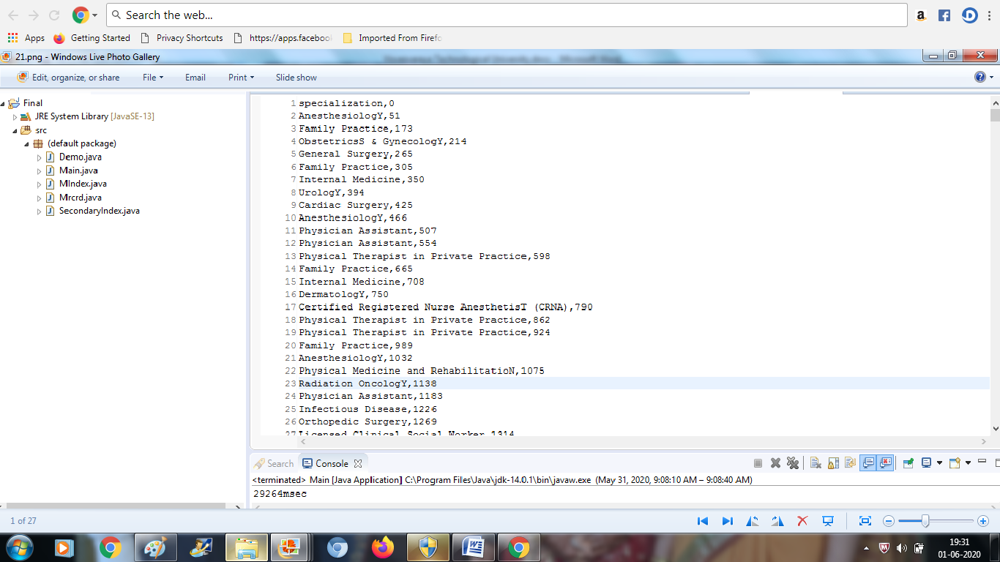 Search the web...
Apps Getting Started Privacy Shortcuts https://apps.facebook Imported From Firefo
21.png - Windows Live Photo Gallery
Edit, organize, or share File Email Print Slide show
Final
JRE System Library [JavaSE-13]
src
(default package)
Demo.java
Main.java
MIndex.java
Mrcrd.java
SecondaryIndex.java
1 specialization,0
2 AnesthesiologY,51
3 Family Practice,173
4 ObstetricsS & GynecologY,214
5 General Surgery,265
6 Family Practice,305
7 Internal Medicine,350
8 UrologY,394
9 Cardiac Surgery,425
10 AnesthesiologY,466
11 Physician Assistant,507
12 Physician Assistant,554
13 Physical Therapist in Private Practice,598
14 Family Practice,665
15 Internal Medicine,708
16 DermatologY,750
17 Certified Registered Nurse AnesthetisT (CRNA),790
18 Physical Therapist in Private Practice,862
19 Physical Therapist in Private Practice,924
20 Family Practice,989
21 AnesthesiologY,1032
22 Physical Medicine and RehabilitatioN,1075
23 Radiation OncologY,1138
24 Physician Assistant,1183
25 Infectious Disease,1226
26 Orthopedic Surgery,1269
27 Licensed Clinical Social Worker,1314
Search Console
<terminated> Main [Java Application] C:\Program Files\Java\jdk-14.0.1\bin\javaw.exe (May 31, 2020, 9:08:10 AM – 9:08:40 AM)
29264msec
1 of 27
19:31
01-06-2020